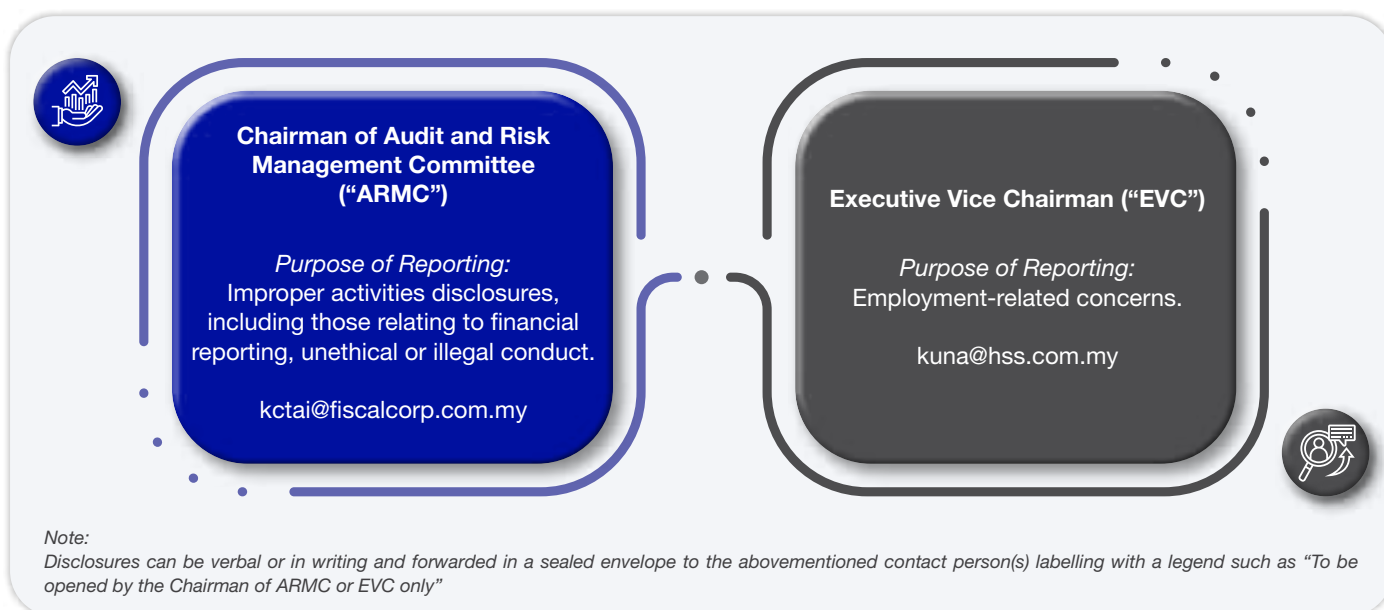 Chairman of Audit and Risk
Management Committee
(“ARMC”)
Purpose of Reporting:
Improper activities disclosures,
including those relating to financial
reporting, unethical or illegal conduct.
kctai@fiscalcorp.com.my
Executive Vice Chairman (“EVC”)
Purpose of Reporting:
Employment-related concerns.
kuna@hss.com.my
Note:
Disclosures can be verbal or in writing and forwarded in a sealed envelope to the abovementioned contact person(s) labelling with a legend such as “To be
opened by the Chairman of ARMC or EVC only”